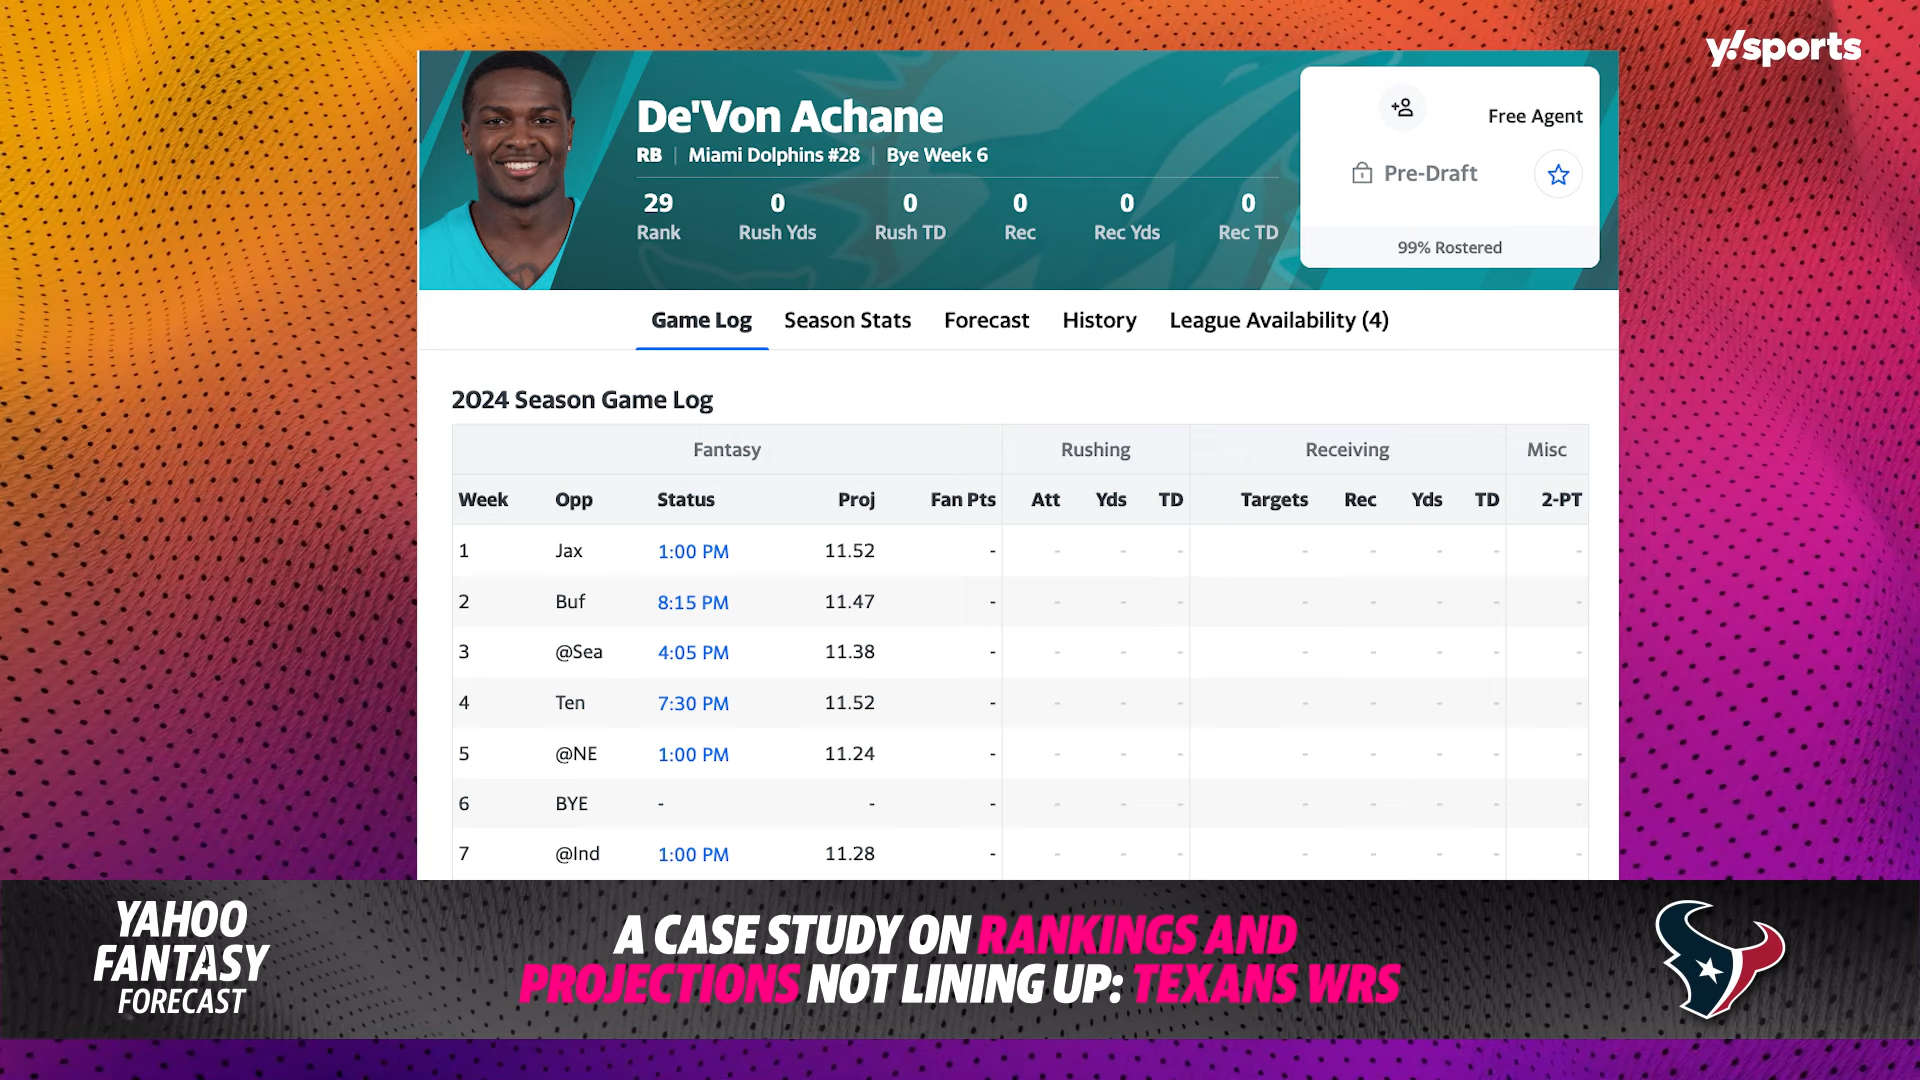 y!sports
De'Von Achane
RB | Miami Dolphins #28 | Bye Week 6
29 0 0 0 0 0
Rank Rush Yds Rush TD Rec Rec Yds Rec TD
Free Agent
Pre-Draft
99% Rostered
Game Log Season Stats Forecast History League Availability (4)
2024 Season Game Log
Fantasy Rushing Receiving Misc
Week Opp Status Proj Fan Pts Att Yds TD Targets Rec Yds TD 2-PT
1 Jax 1:00 PM 11.52 - - - - - - - - -
2 Buf 8:15 PM 11.47 - - - - - - - - -
3 @Sea 4:05 PM 11.38 - - - - - - - - -
4 Ten 7:30 PM 11.52 - - - - - - - - -
5 @NE 1:00 PM 11.24 - - - - - - - - -
6 BYE - - - - - - - - - - -
7 @Ind 1:00 PM 11.28 - - - - - - - - -
YAHOO
FANTASY
FORECAST
A CASE STUDY ON RANKINGS AND
PROJECTIONS NOT LINING UP: TEXANS WRS